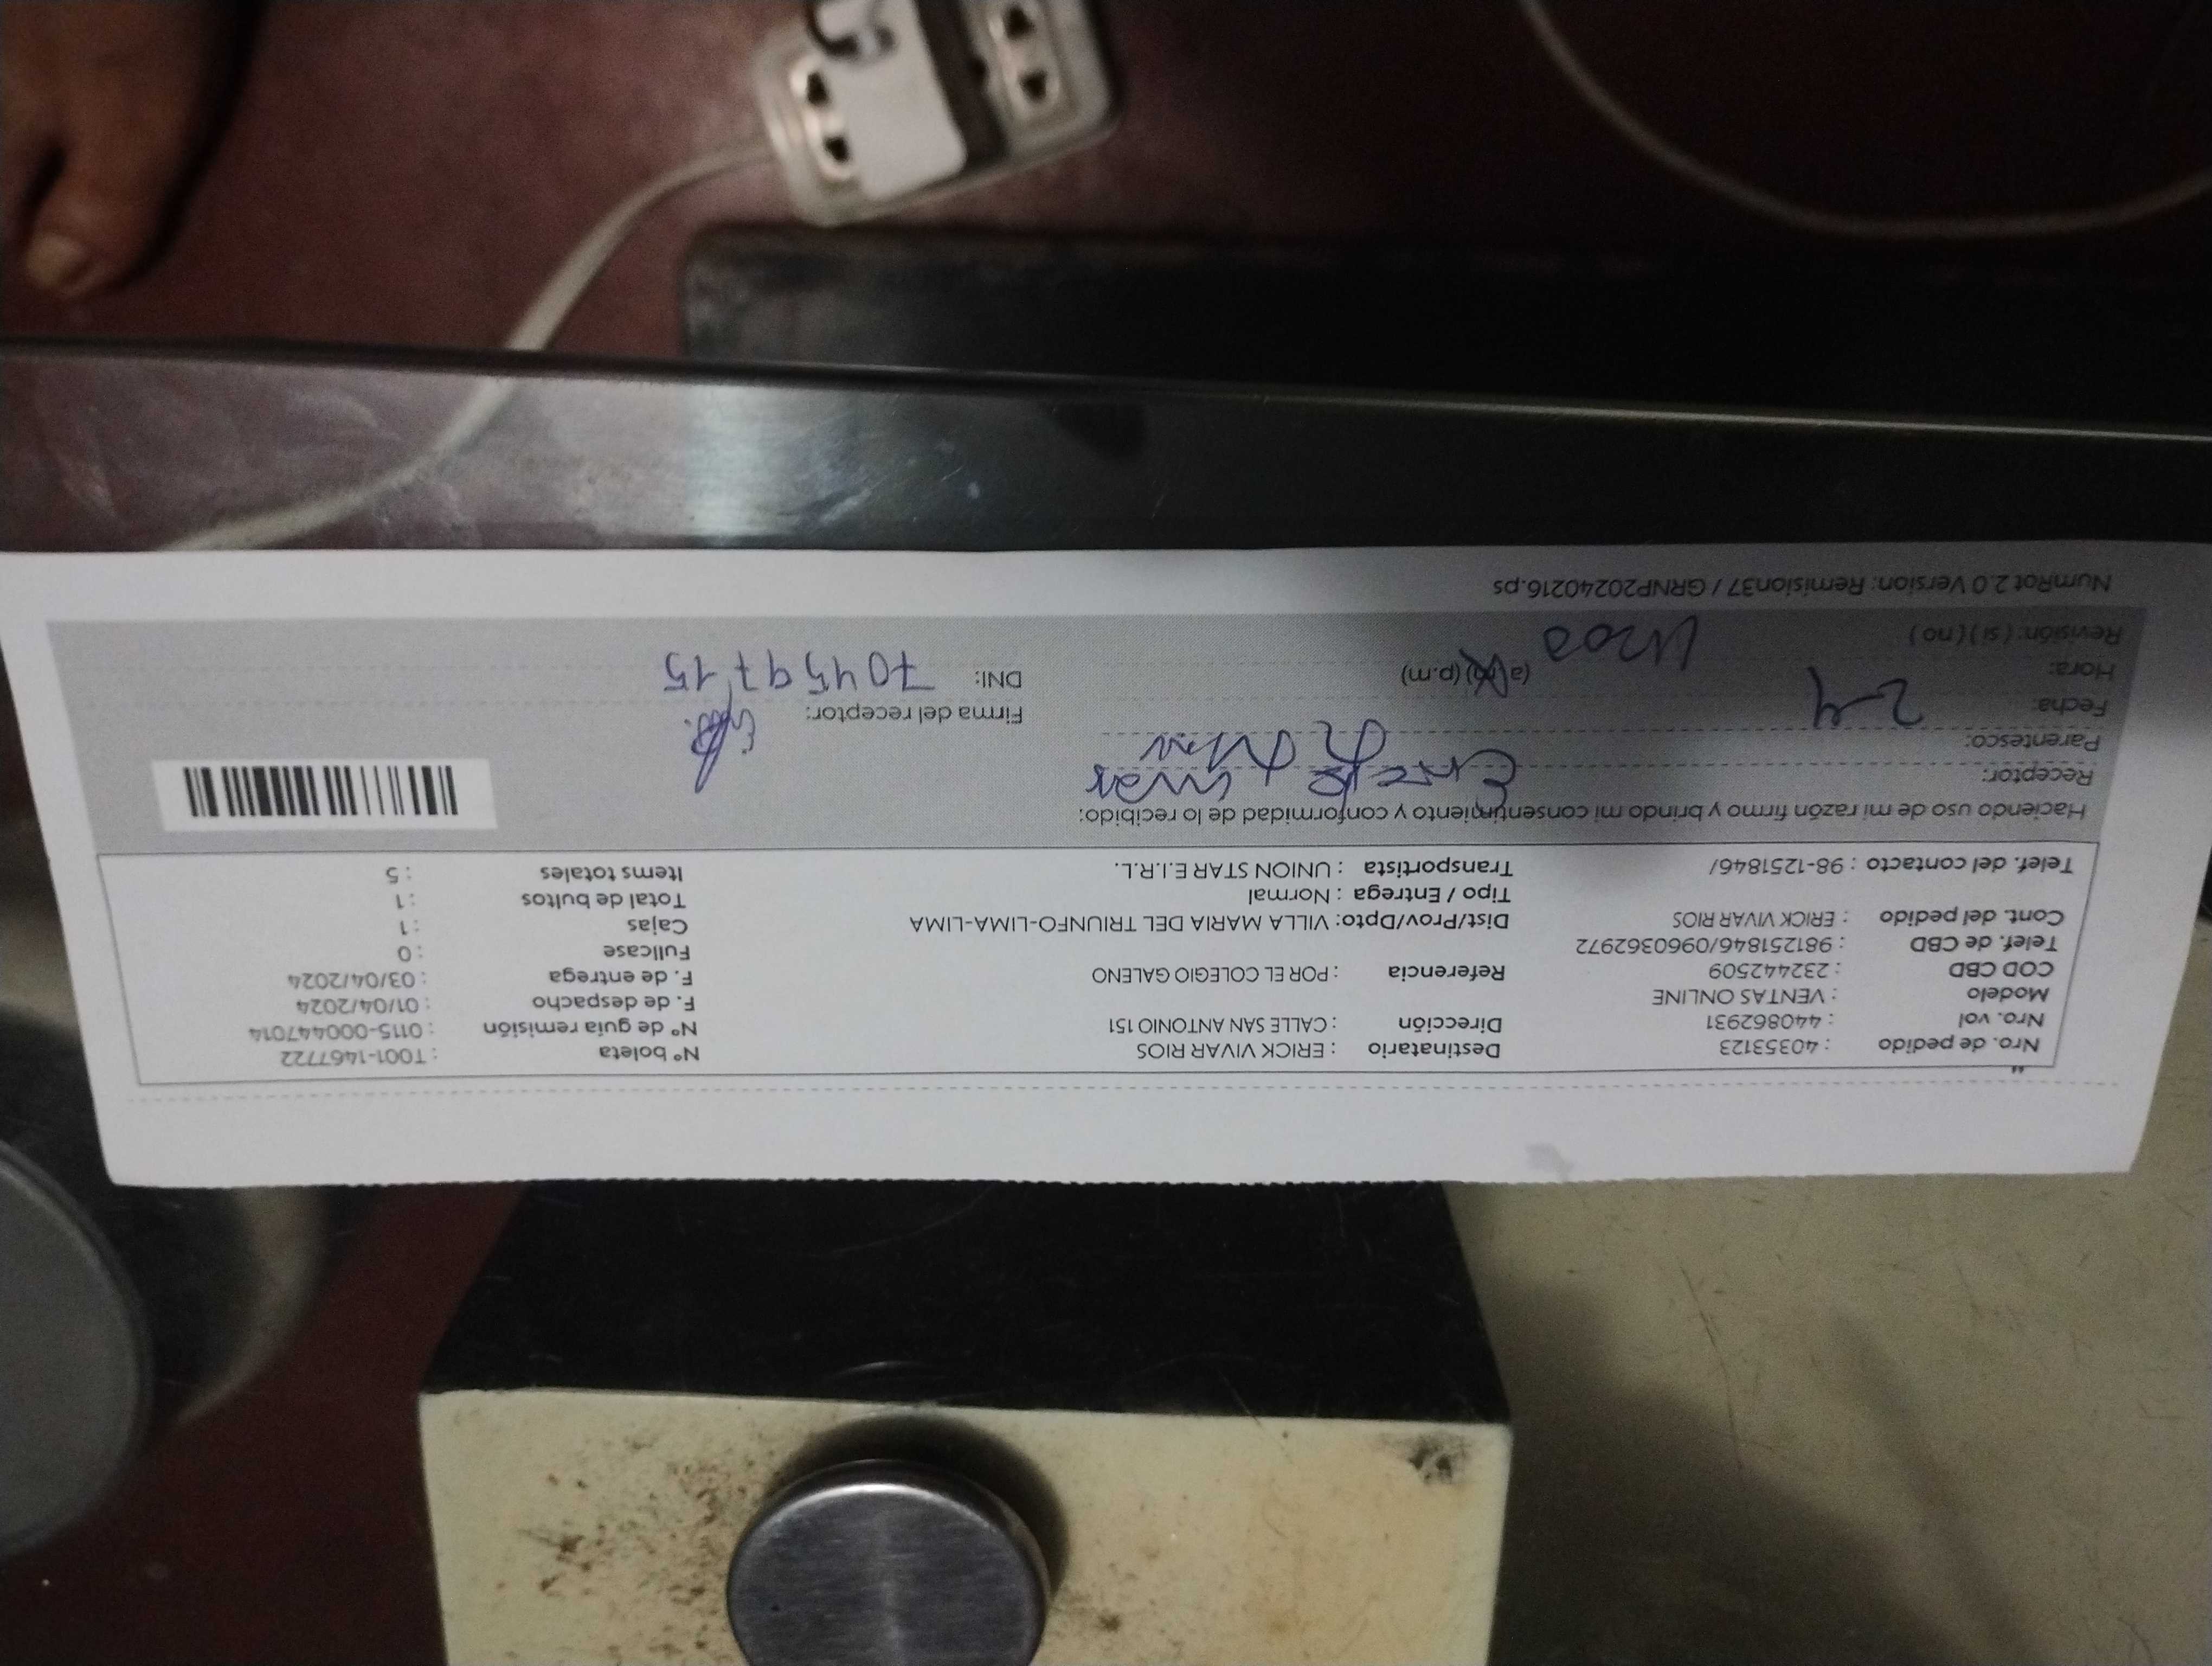 "
Nro. de pedido : 40353123
Nro. vol : 440862931
Modelo : VENTAS ONLINE
COD CBD : 232442509
Telef. de CBD : 981251846/0960362972
Cont. del pedido : ERICK VIVAR RIOS
Telef. del contacto : 98-1251846/
Destinatario : ERICK VIVAR RIOS
Dirección : CALLE SAN ANTONIO 151
Referencia : POR EL COLEGIO GALENO
Dist/Prov/Dpto: VILLA MARIA DEL TRIUNFO-LIMA-LIMA
Tipo / Entrega : Normal
Transportista : UNION STAR E.I.R.L.
N° boleta : T001-1467722
N° de guía remisión : 0115-000447014
F. de despacho : 01/04/2024
F. de entrega : 03/04/2024
Fullcase : 0
Cajas : 1
Total de bultos : 1
Items totales : 5
Haciendo uso de mi razón firmo y brindo mi consentimiento y conformidad de lo recibido:
Receptor: Erick Vivar
Parentesco:
Fecha: 2-4
Hora: (a.m) (p.m)
Revisión: ( si ) ( no )
Firma del receptor:
DNI: 70459715
NumRot 2.0 Version: Remision37 / GRNP20240216.ps